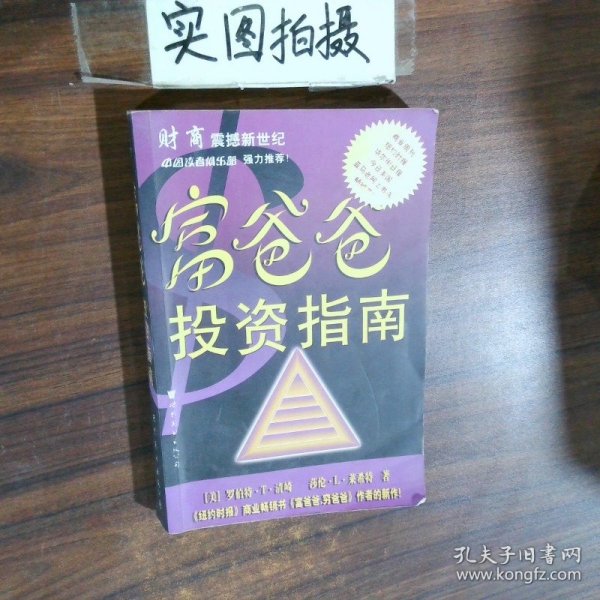 实图拍摄
财商 震撼新世纪
中国读者俱乐部 强力推荐!
富爸爸
投资指南
[美] 罗伯特·T·清崎 莎伦·L·莱希特 著
《纽约时报》商业畅销书《富爸爸,穷爸爸》作者的新作!
孔夫子旧书网
www.kongfz.com